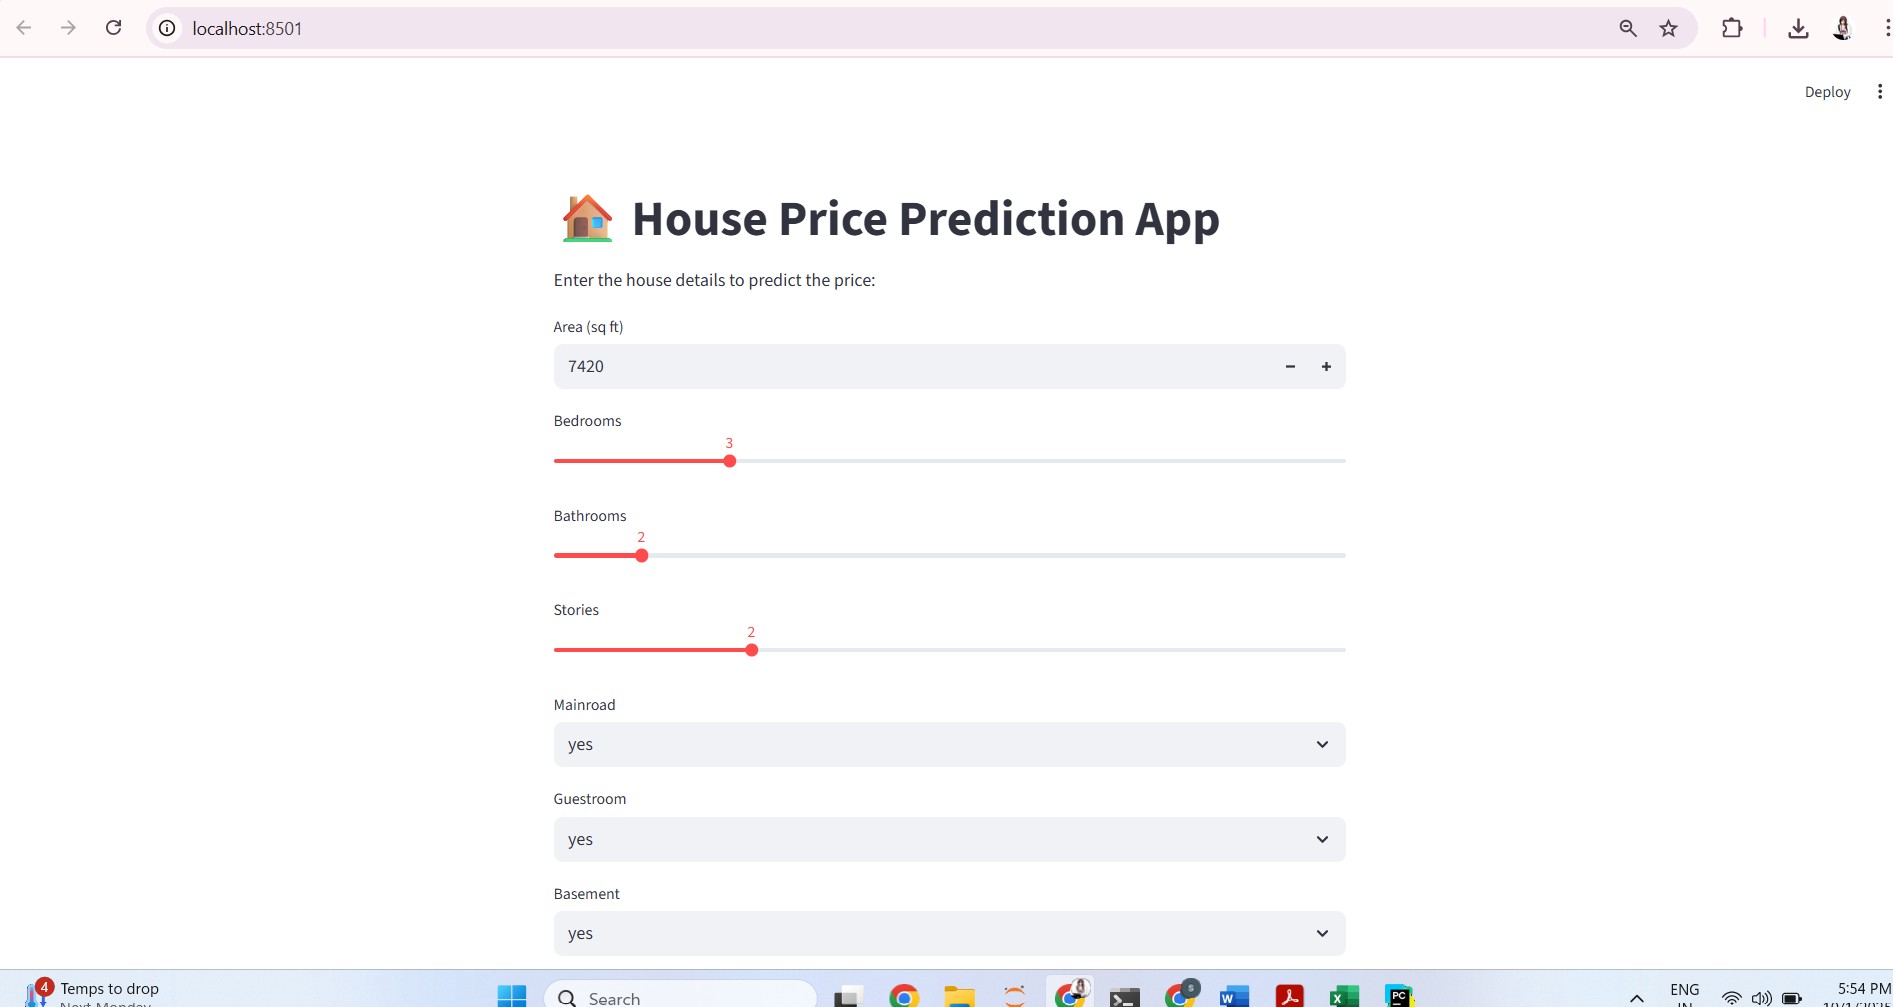 localhost:8501
Deploy
House Price Prediction App
Enter the house details to predict the price:
Area (sq ft)
7420
Bedrooms
3
Bathrooms
2
Stories
2
Mainroad
yes
Guestroom
yes
Basement
yes
4
Temps to drop
Next Monday
Search
S
W
X
PC
ENG
IN
5:54 PM